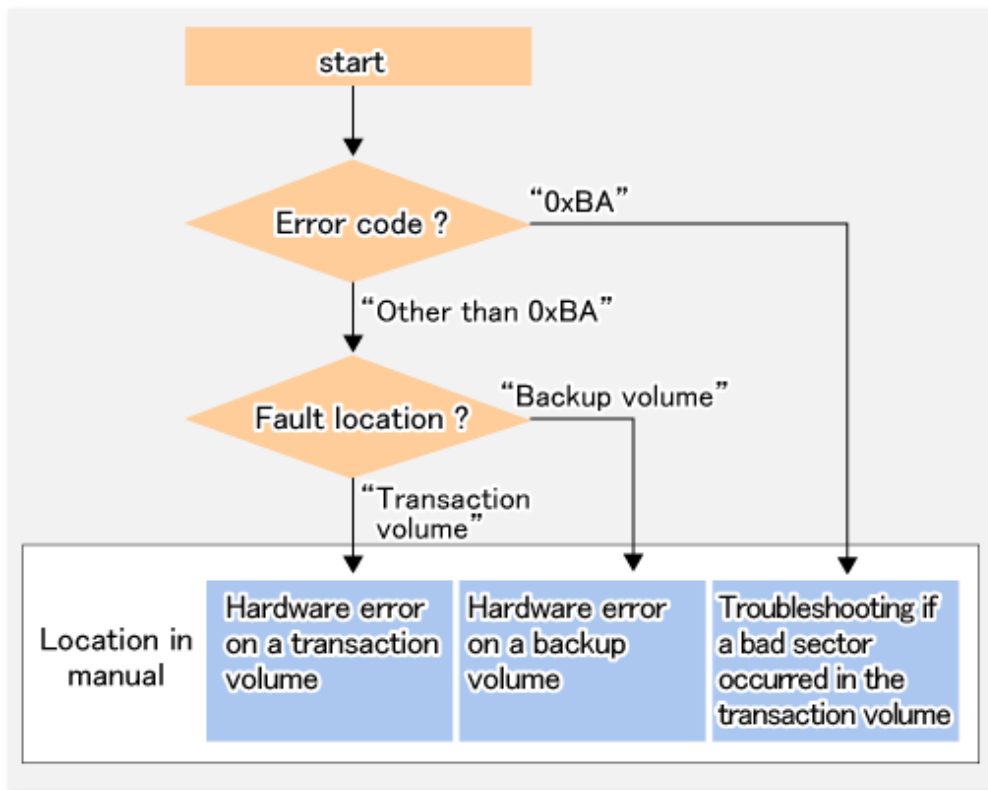 start
Error code ?
“0xBA”
“Other than 0xBA”
Fault location ?
“Backup volume”
“Transaction
volume”
Location in
manual
Hardware error
on a transaction
volume
Hardware error
on a backup
volume
Troubleshooting if
a bad sector
occurred in the
transaction volume